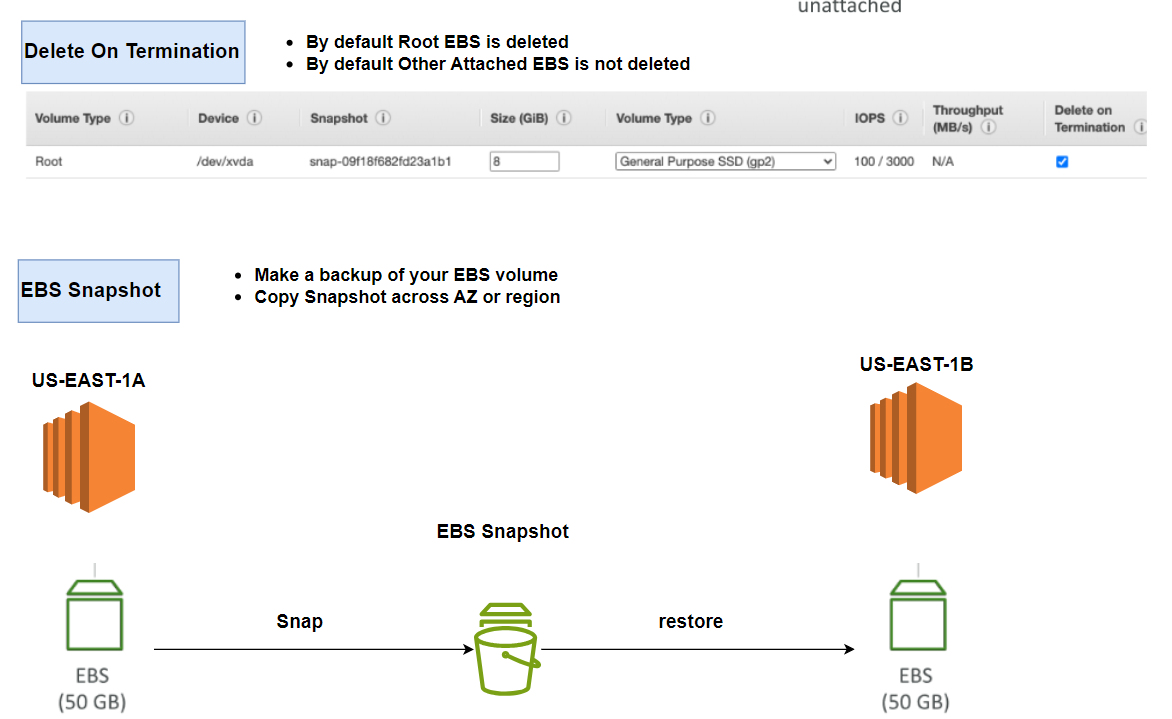 unattached
Delete On Termination
By default Root EBS is deleted
By default Other Attached EBS is not deleted
Volume Type Device Snapshot Size (GiB) Volume Type IOPS Throughput (MB/s) Delete on Termination
Root /dev/xvda snap-09f18f682fd23a1b1 8 General Purpose SSD (gp2) 100 / 3000 N/A
EBS Snapshot
Make a backup of your EBS volume
Copy Snapshot across AZ or region
US-EAST-1A
US-EAST-1B
EBS Snapshot
Snap
restore
EBS
(50 GB)
EBS
(50 GB)